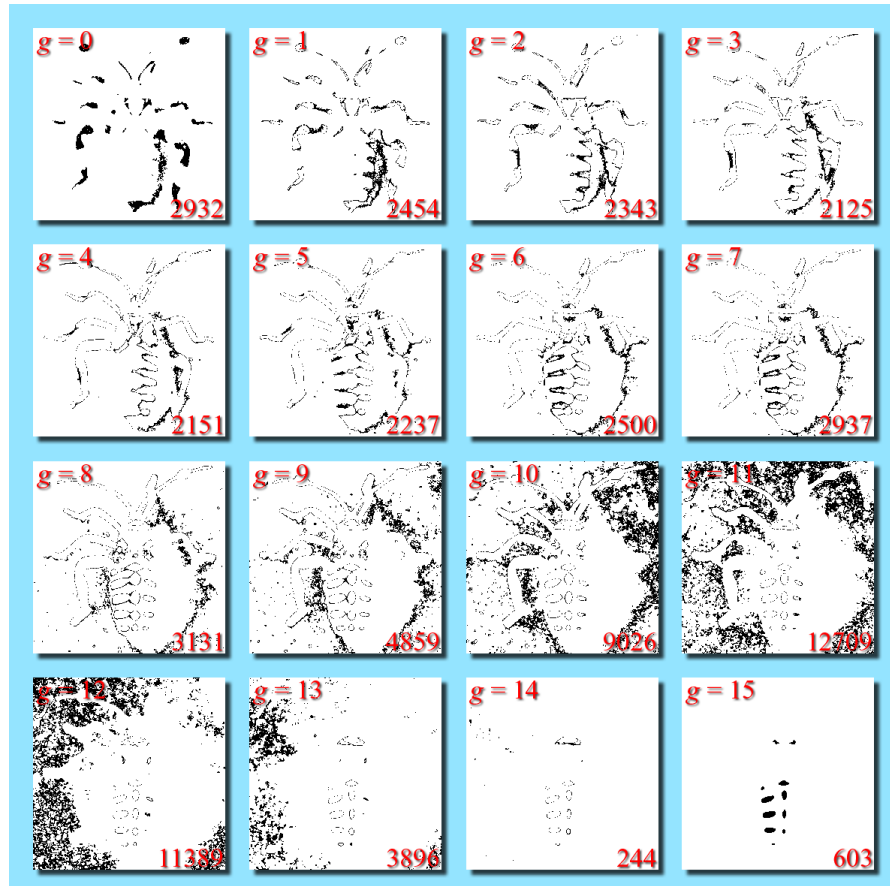 g = 0 g = 1 g = 2 g = 3
2932 2454 2343 2125
g = 4 g = 5 g = 6 g = 7
2151 2237 2500 2937
g = 8 g = 9 g = 10 g = 11
3131 4859 9026 12709
g = 12 g = 13 g = 14 g = 15
11389 3896 244 603